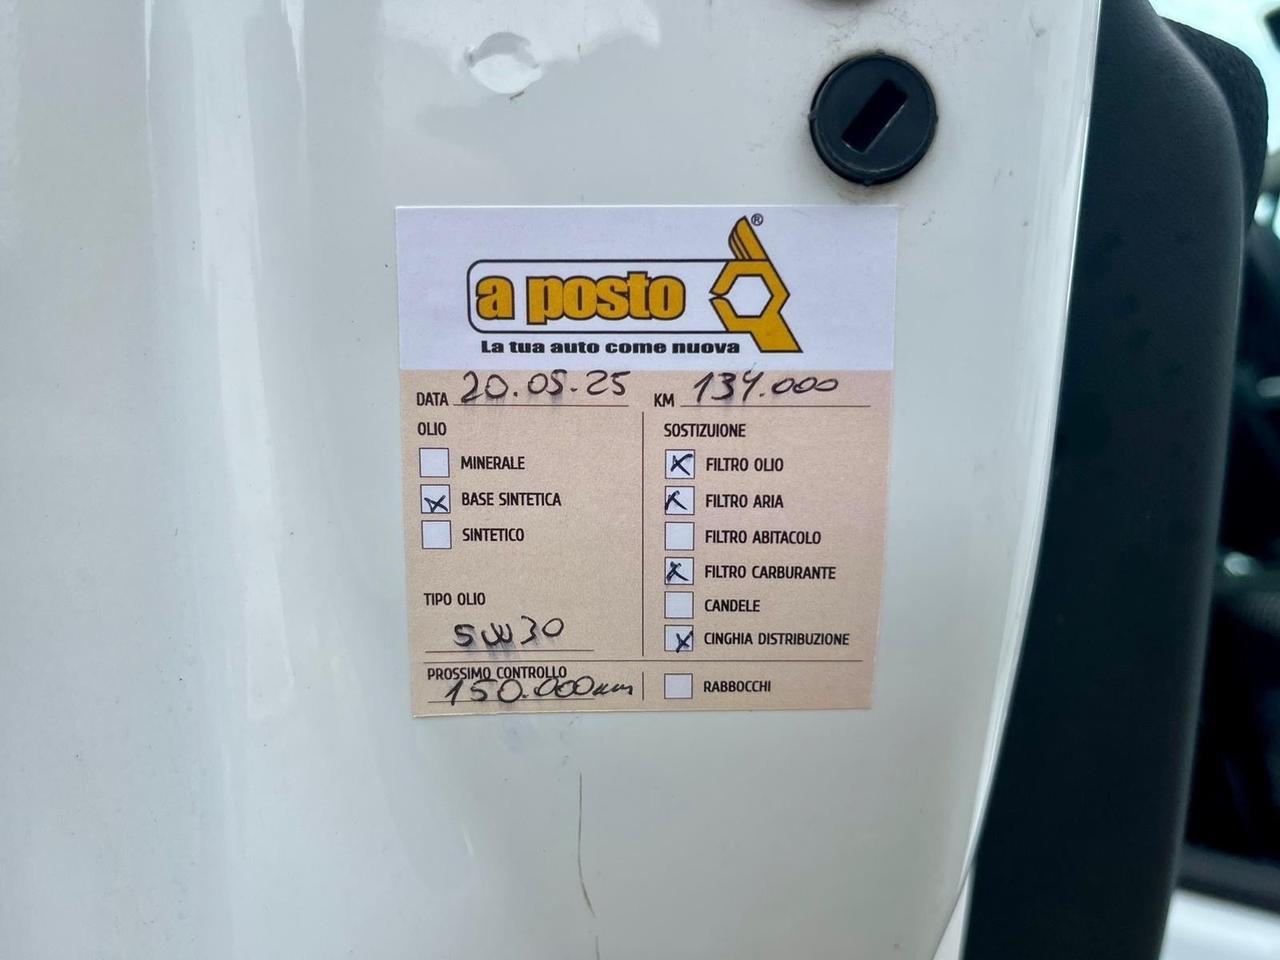 a posto ®
La tua auto come nuova
DATA 20.05.25 KM 134.000
OLIO
MINERALE
BASE SINTETICA
SINTETICO
TIPO OLIO
5W30
PROSSIMO CONTROLLO
150.000km
SOSTIZUIONE
FILTRO OLIO
FILTRO ARIA
FILTRO ABITACOLO
FILTRO CARBURANTE
CANDELE
CINGHIA DISTRIBUZIONE
RABBOCCHI